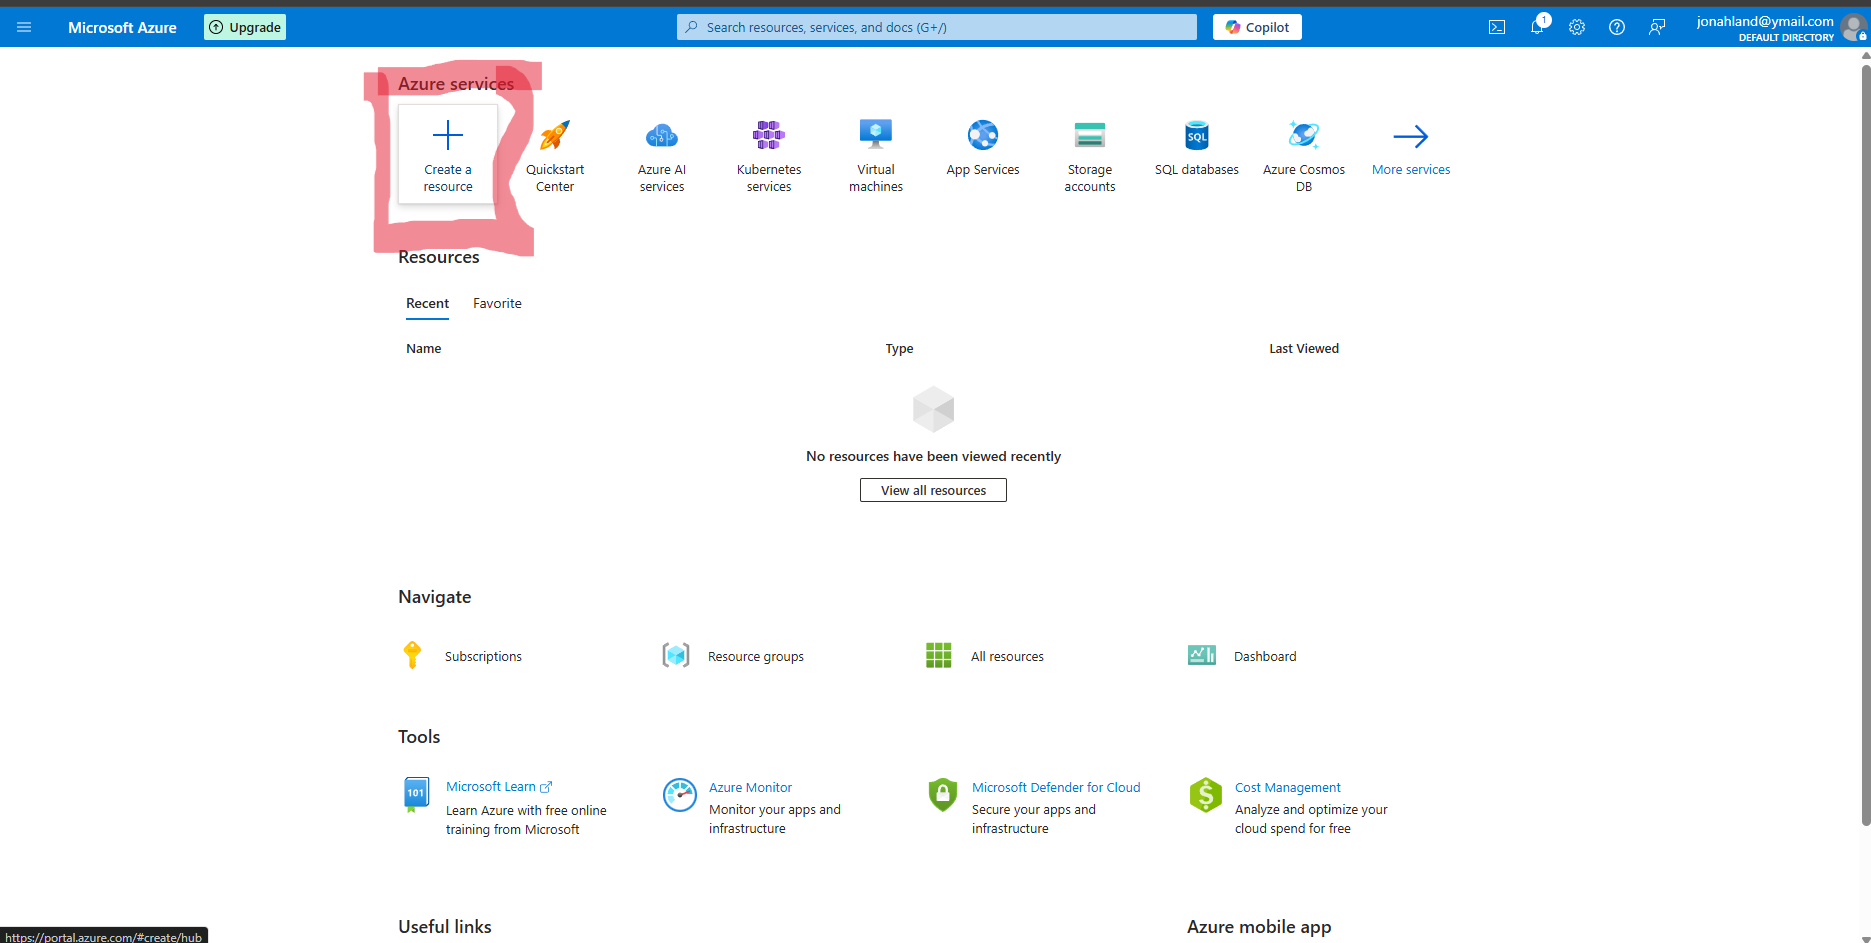 Microsoft Azure
Upgrade
Search resources, services, and docs (G+/)
Copilot
1
jonahland@ymail.com
DEFAULT DIRECTORY
Azure services
Create a
resource
Quickstart
Center
Azure AI
services
Kubernetes
services
Virtual
machines
App Services
Storage
accounts
SQL
SQL databases
Azure Cosmos
DB
More services
Resources
Recent
Favorite
Name
Type
Last Viewed
No resources have been viewed recently
View all resources
Navigate
Subscriptions
Resource groups
All resources
Dashboard
Tools
101
Microsoft Learn
Learn Azure with free online
training from Microsoft
Azure Monitor
Monitor your apps and
infrastructure
Microsoft Defender for Cloud
Secure your apps and
infrastructure
$
Cost Management
Analyze and optimize your
cloud spend for free
Useful links
Azure mobile app
https://portal.azure.com/#create/hub